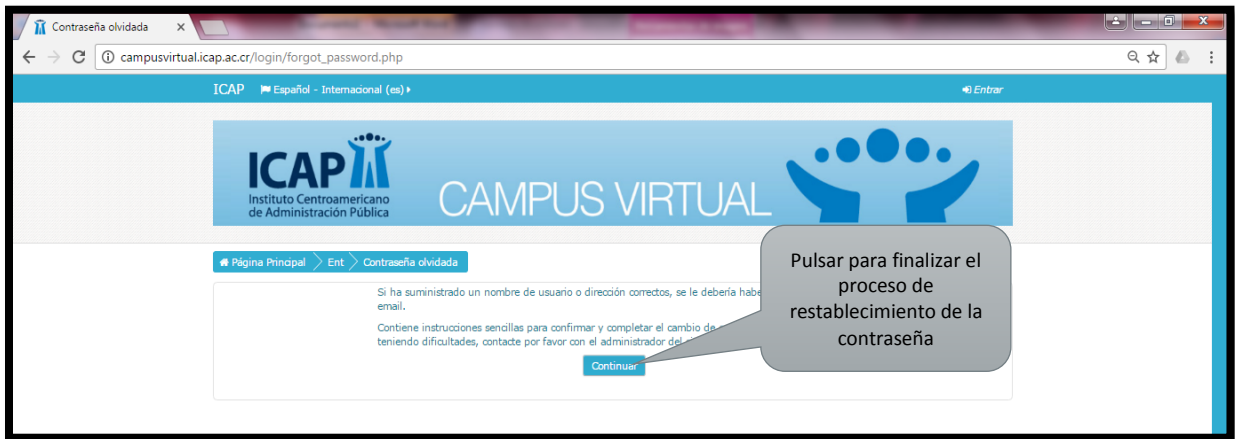 Contraseña olvidada
campusvirtual.icap.ac.cr/login/forgot_password.php
ICAP Español - Internacional (es) Entrar
ICAP
Instituto Centroamericano
de Administración Pública
CAMPUS VIRTUAL
Página Principal Ent Contraseña olvidada
Si ha suministrado un nombre de usuario o dirección correctos, se le debería
email.
Contiene instrucciones sencillas para confirmar y completar el cambio de
teniendo dificultades, contacte por favor con el administrador del
Continuar
Pulsar para finalizar el
proceso de
restablecimiento de la
contraseña